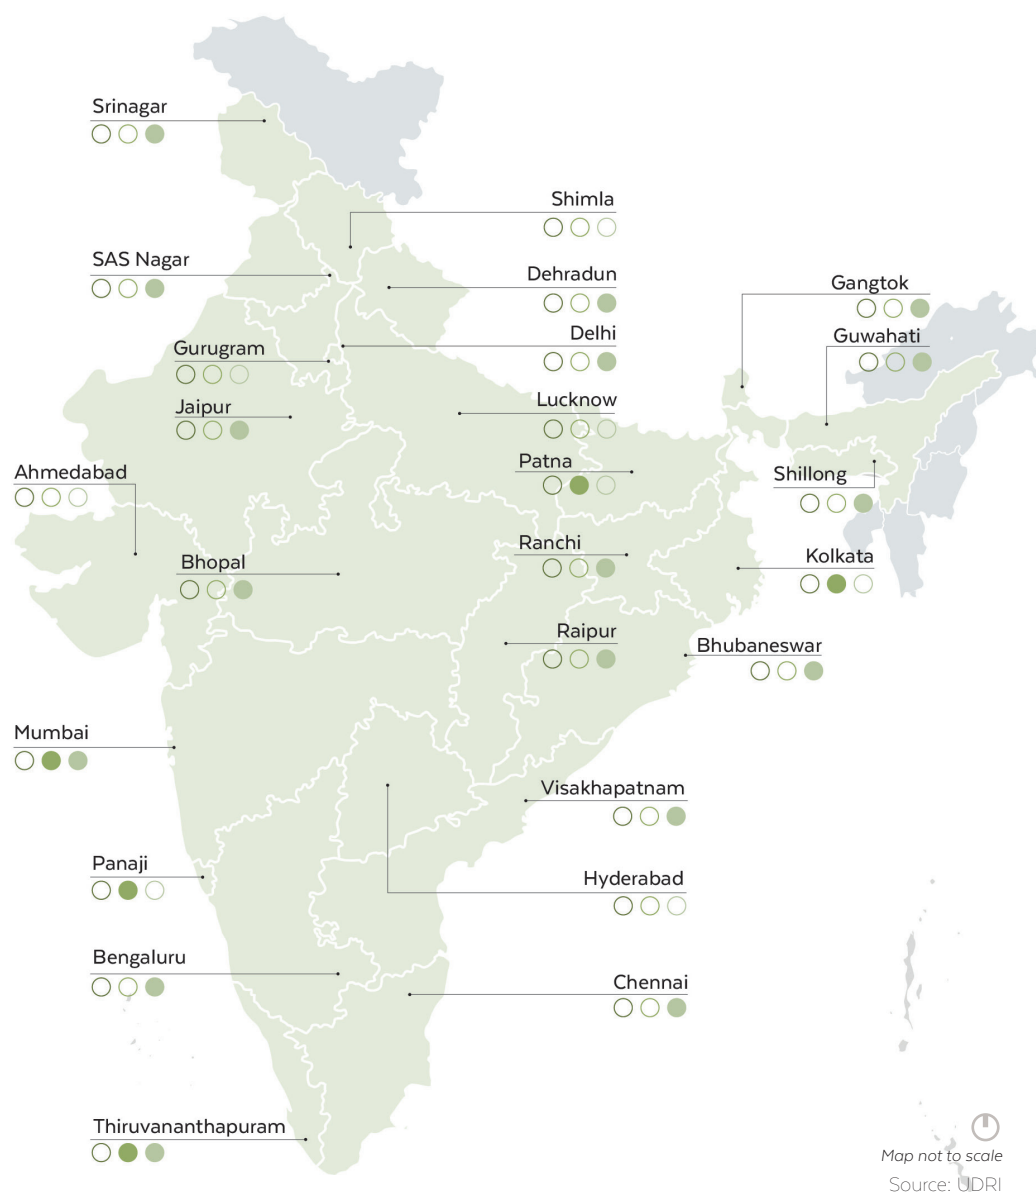 Srinagar
Shimla
SAS Nagar
Dehradun
Gangtok
Delhi
Guwahati
Gurugram
Lucknow
Jaipur
Patna
Ahmedabad
Shillong
Ranchi
Kolkata
Bhopal
Raipur
Bhubaneswar
Mumbai
Visakhapatnam
Panaji
Hyderabad
Bengaluru
Chennai
Thiruvananthapuram
Map not to scale
Source: UDRI